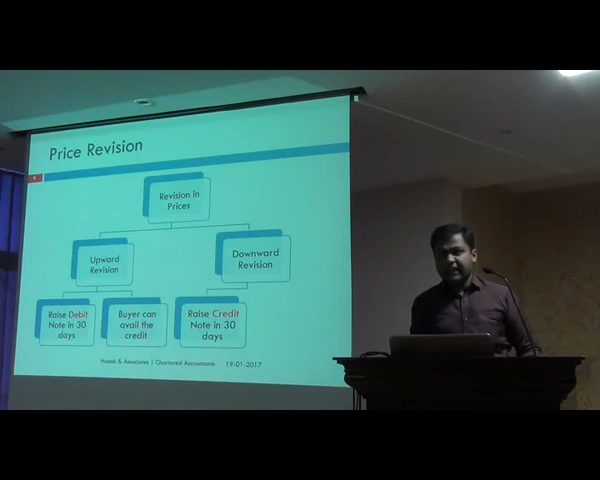 Price Revision
Revision in
Prices
Upward
Revision
Downward
Revision
Raise Debit
Note in 30
days
Buyer can
avail the
credit
Raise Credit
Note in 30
days
& Associates | Chartered Accountants 19-01-2017